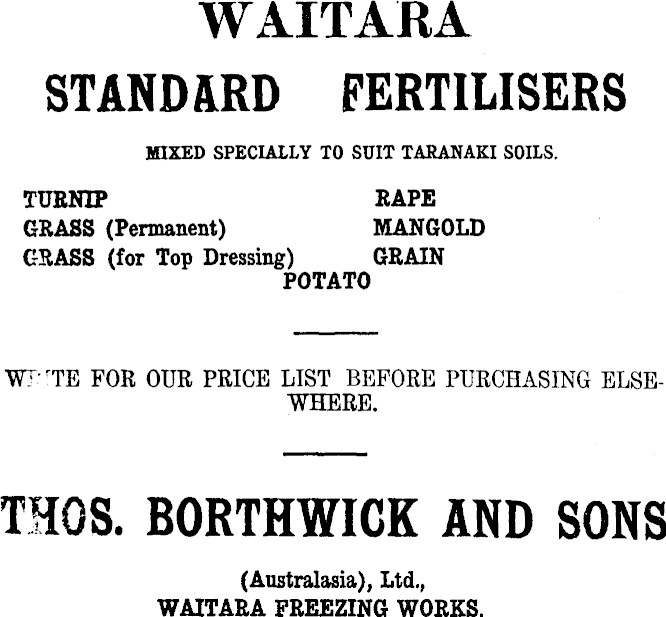 WAITARA
STANDARD FERTILISERS
MIXED SPECIALLY TO SUIT TARANAKI SOILS.
TURNIP RAPE
GRASS (Permanent) MANGOLD
GRASS (for Top Dressing) GRAIN
POTATO
WRITE FOR OUR PRICE LIST BEFORE PURCHASING ELSE-
WHERE.
THOS. BORTHWICK AND SONS
(Australasia), Ltd.,
WAITARA FREEZING WORKS.